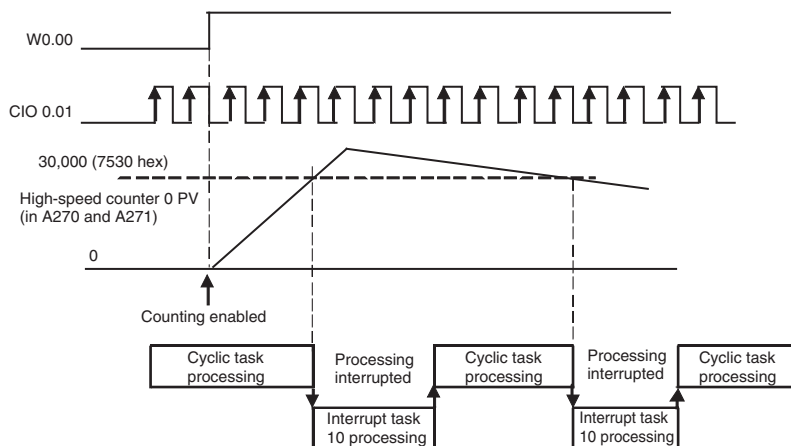 W0.00
CIO 0.01
30,000 (7530 hex)
High-speed counter 0 PV
(in A270 and A271)
0
Counting enabled
Cyclic task
processing
Processing
interrupted
Cyclic task
processing
Processing
interrupted
Cyclic task
processing
Interrupt task
10 processing
Interrupt task
10 processing